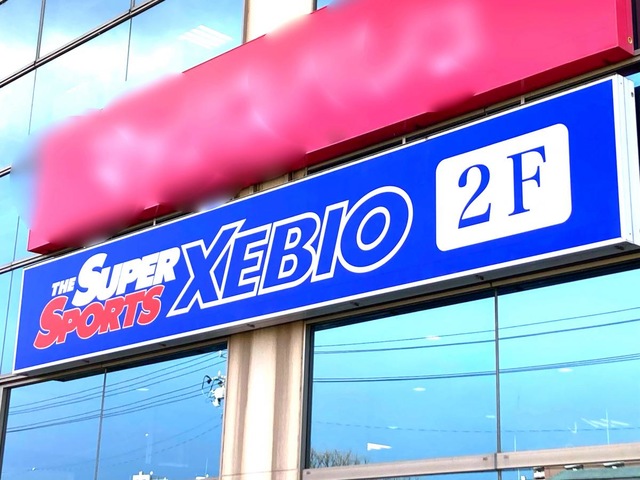 THE SUPER
SPORTS XEBIO 2F